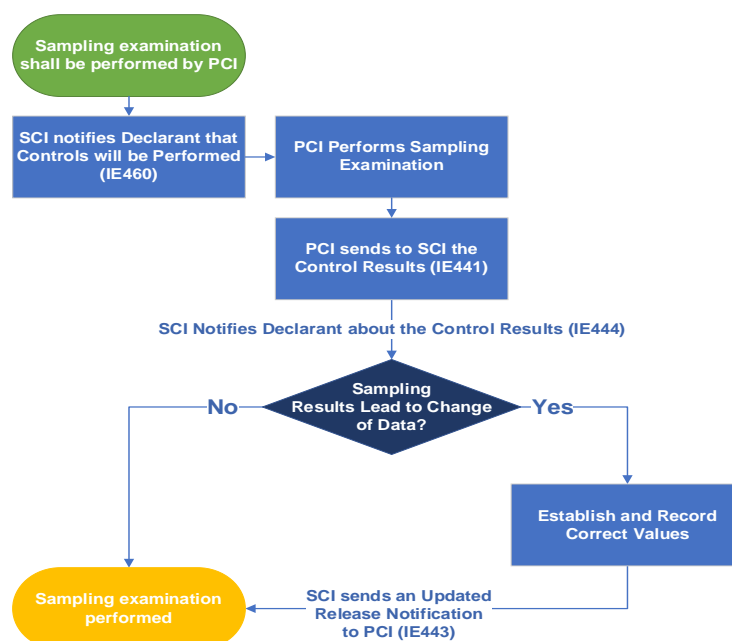 Sampling examination
shall be performed by PCI
SCI notifies Declarant that
Controls will be Performed
(IE460)
PCI Performs Sampling
Examination
PCI sends to SCI the
Control Results (IE441)
SCI Notifies Declarant about the Control Results (IE444)
Sampling
Results Lead to Change
of Data?
No
Yes
Establish and Record
Correct Values
Sampling examination
performed
SCI sends an Updated
Release Notification
to PCI (IE443)